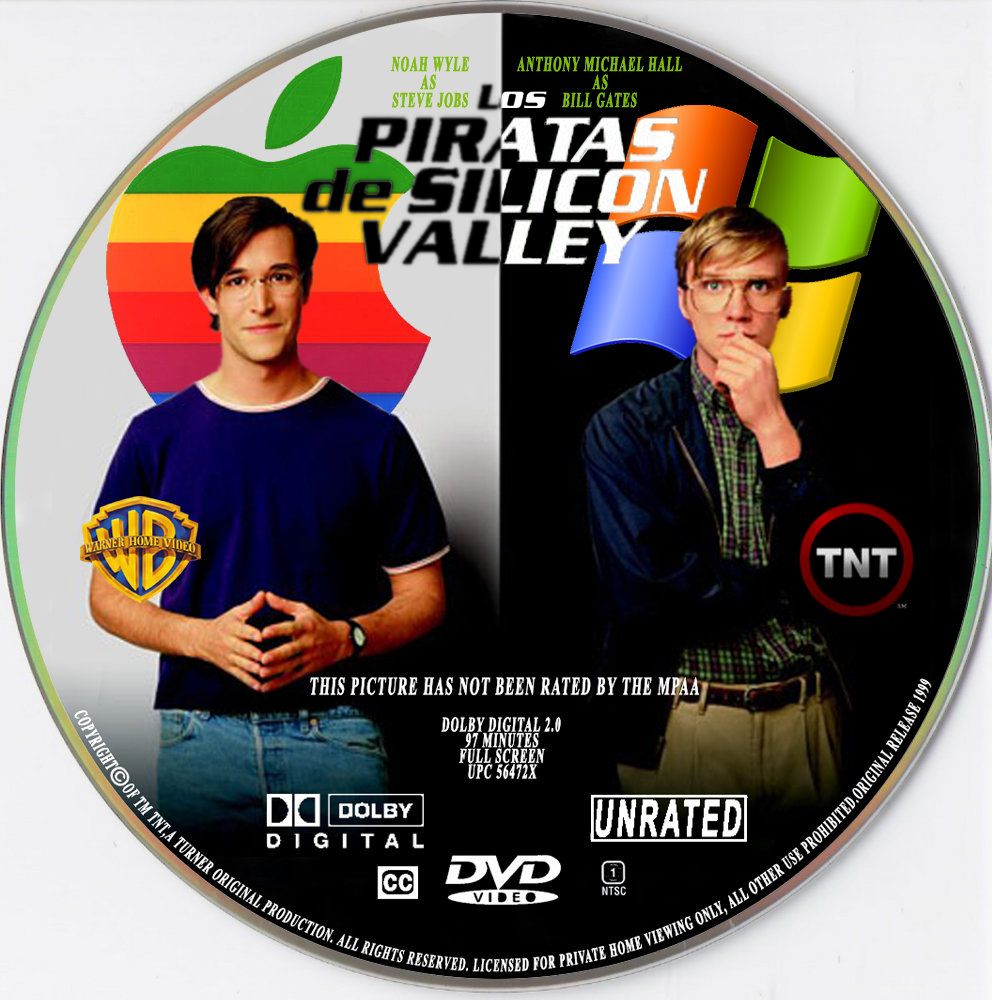 NOAH WYLE
AS
STEVE JOBS
ANTHONY MICHAEL HALL
AS
BILL GATES
LOS
PIRATAS
de SILICON
VALLEY
WARNER HOME VIDEO
TNT
SM
THIS PICTURE HAS NOT BEEN RATED BY THE MPAA
DOLBY DIGITAL 2.0
97 MINUTES
FULL SCREEN
UPC 56472X
DOLBY
DIGITAL
UNRATED
CC
DVD
VIDEO
1
NTSC
COPYRIGHT©OF TM TNT,A TURNER ORIGINAL PRODUCTION. ALL RIGHTS RESERVED. LICENSED FOR PRIVATE HOME VIEWING ONLY, ALL OTHER USE PROHIBITED.ORIGINAL RELEASE 1999